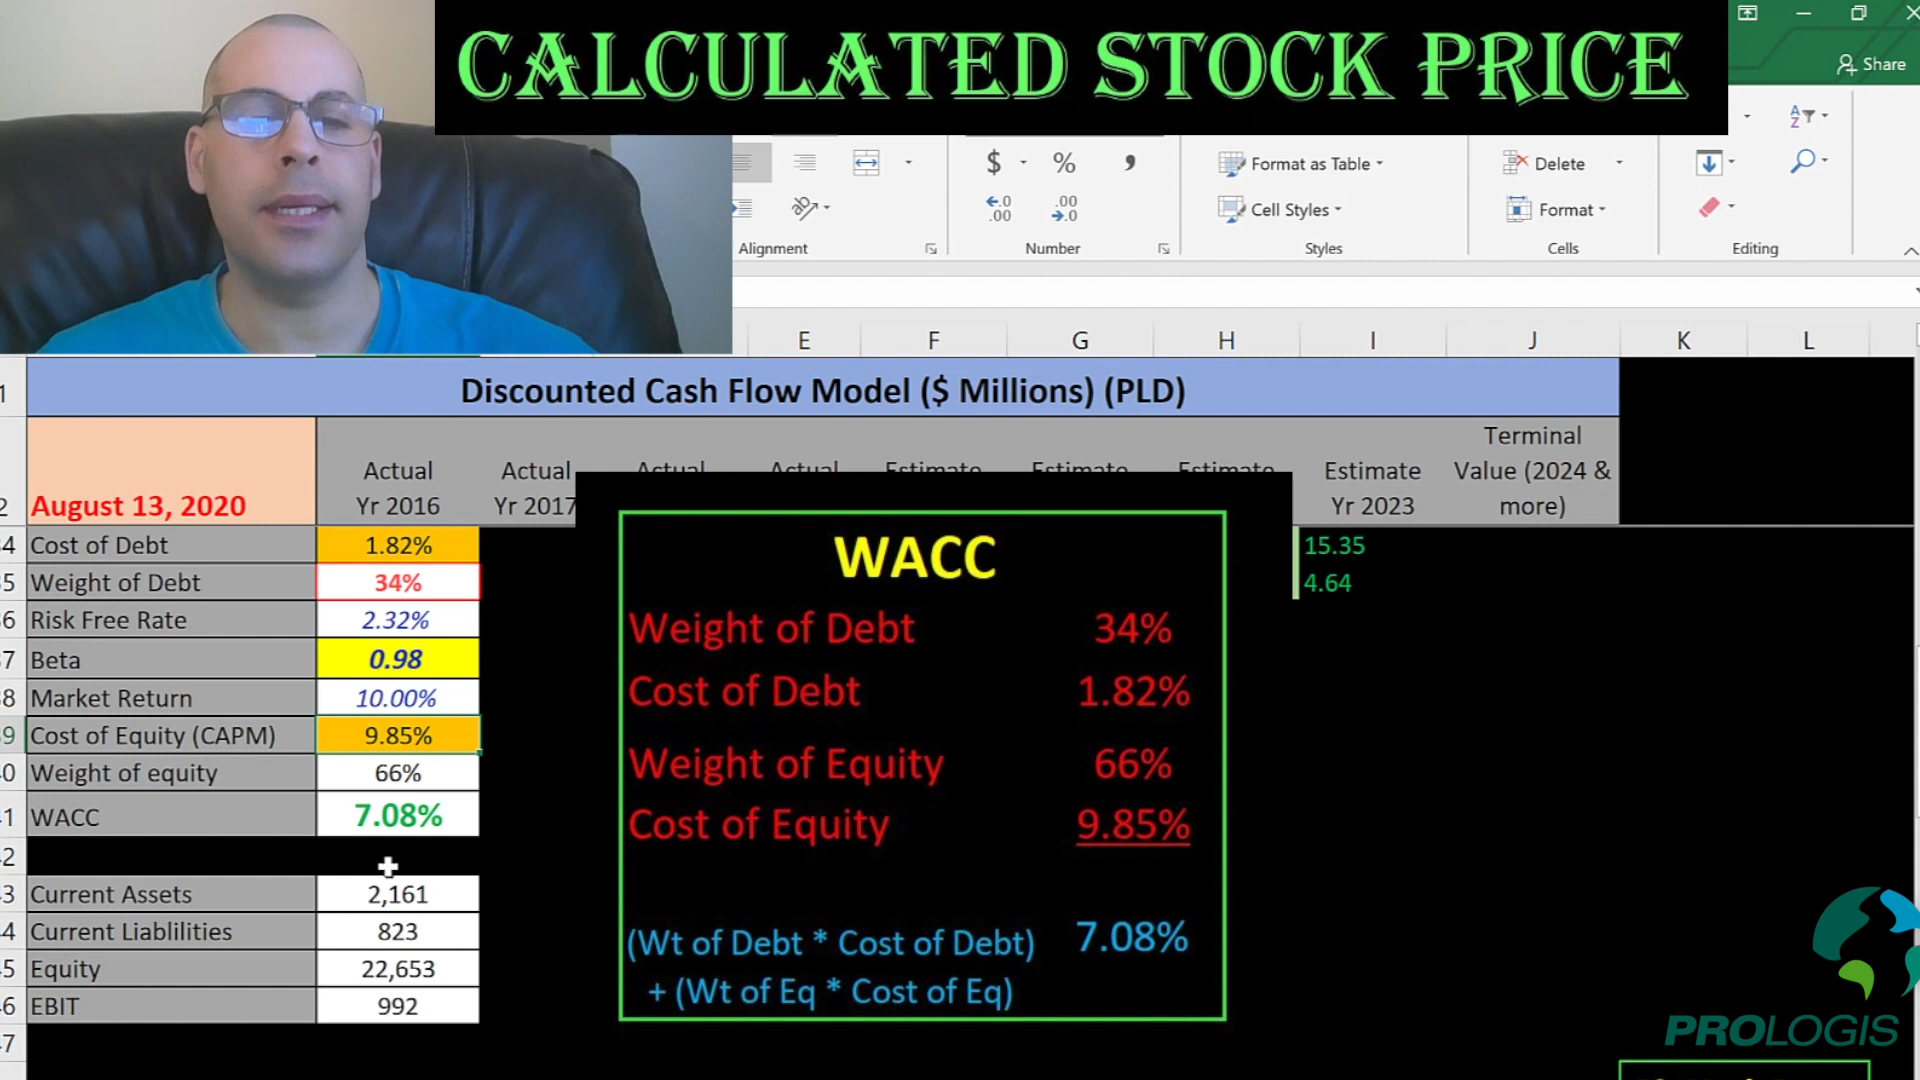 CALCULATED STOCK PRICE
Share
Format as Table
Delete
Cell Styles
Format
Alignment
Number
Styles
Cells
Editing
E F G H I J K L
1 Discounted Cash Flow Model ($ Millions) (PLD)
August 13, 2020
Actual Yr 2016
Actual Yr 2017
Actual
Actual
Estimate
Estimate
Estimate
Estimate Yr 2023
Terminal Value (2024 & more)
Cost of Debt 1.82%
Weight of Debt 34%
Risk Free Rate 2.32%
Beta 0.98
Market Return 10.00%
Cost of Equity (CAPM) 9.85%
Weight of equity 66%
WACC 7.08%
Current Assets 2,161
Current Liablilities 823
Equity 22,653
EBIT 992
15.35
4.64
WACC
Weight of Debt 34%
Cost of Debt 1.82%
Weight of Equity 66%
Cost of Equity 9.85%
(Wt of Debt * Cost of Debt) 7.08%
+ (Wt of Eq * Cost of Eq)
PROLOGIS